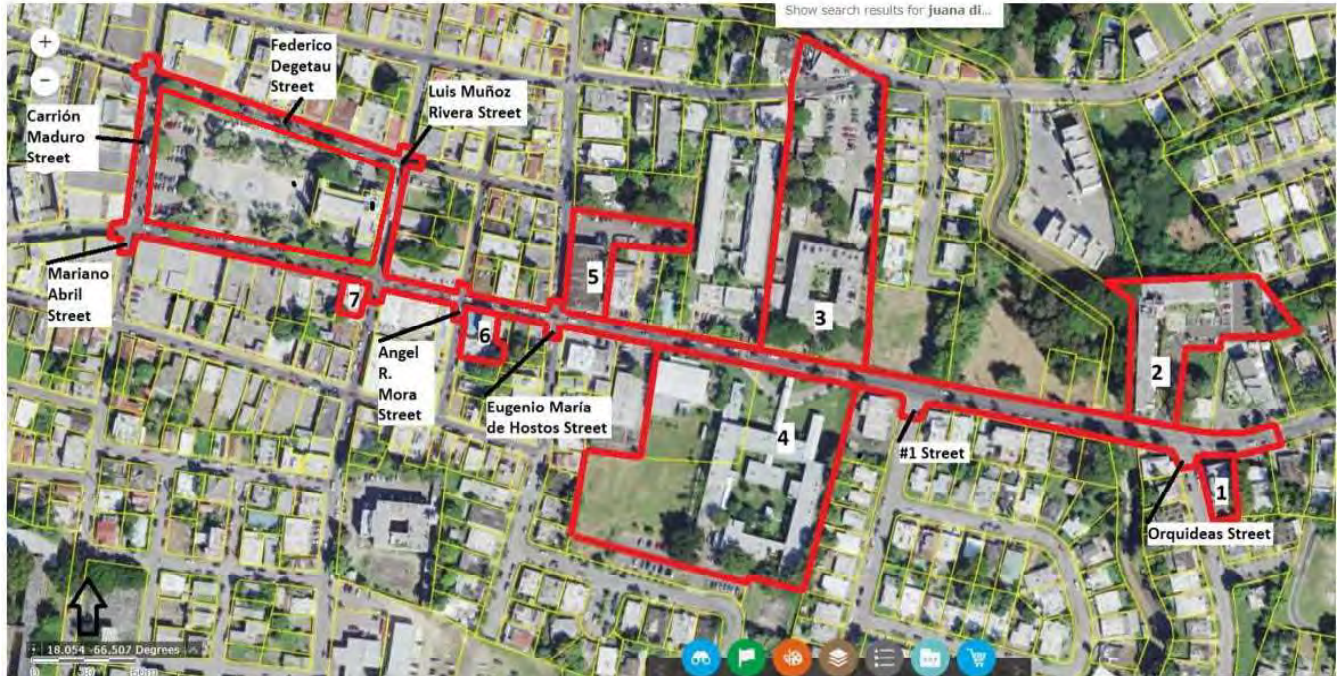 Show search results for juana di...
+
−
Federico
Degetau
Street
Luis Muñoz
Rivera Street
Carrión
Maduro
Street
Mariano
Abril
Street
7
6
5
3
4
2
1
Angel
R.
Mora
Street
Eugenio María
de Hostos Street
#1 Street
Orquideas Street
18.054 -66.507 Degrees